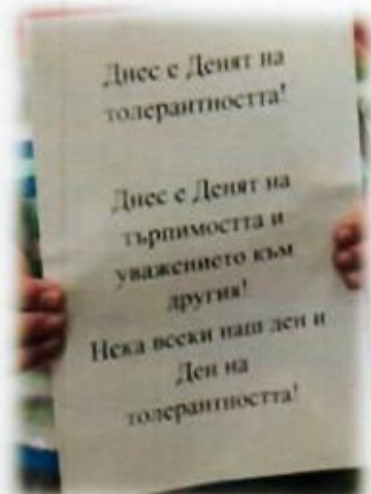 Днес е Денят на
толерантността!
Днес е Денят на
търпимостта и
уважението към
другия!
Нека всеки наш ден и
Ден на
толерантността!